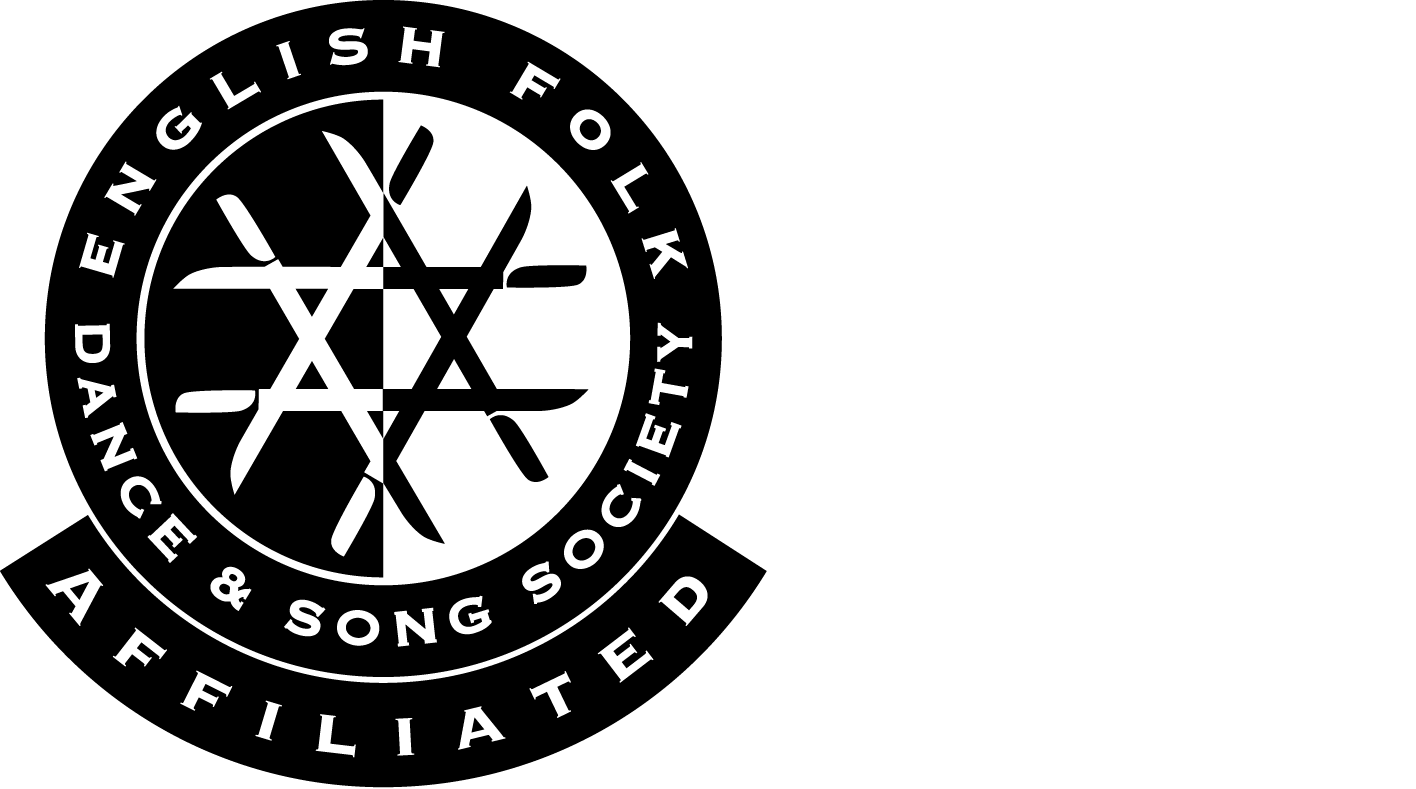 ENGLISH FOLK
DANCE & SONG SOCIETY
AFFILIATED